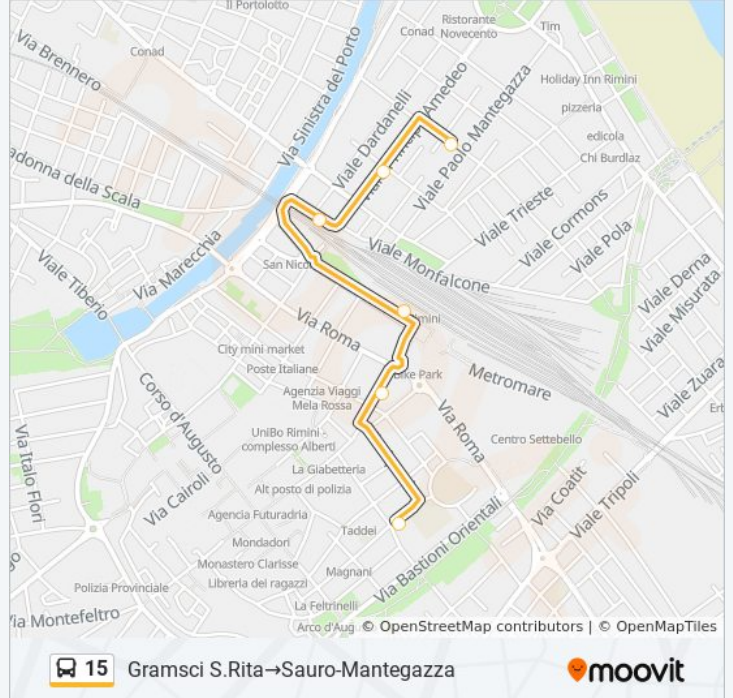 Il Portolotto
Ristorante
Novecento
Tim
Conad
Conad
Via Brennero
Via Sinistra del Porto
Amedeo
Holiday Inn Rimini
Viale Dardanelli
Viale Paolo Mantegazza
pizzeria
edicola
Chi Burdlaz
adonna della Scala
Viale Trieste
Viale Cormons
Viale Pola
Viale Monfalcone
Via Marecchia
Viale Tiberio
San Nico
Viale Derna
Viale Misurata
imini
Via Roma
City mini market
Poste Italiane
Bike Park
Metromare
Viale Zuara
Corso d'Augusto
Agenzia Viaggi
Mela Rossa
Ert
Via Roma
UniBo Rimini -
complesso Alberti
Centro Settebello
Via Italo Flori
La Giabetteria
Via Cairoli
Alt posto di polizia
Via Coatit
Viale Tripoli
Agencia Futuradria
Taddei
Via Bastioni Orientali
Mondadori
Monastero Clarisse
Magnani
go
Polizia Provinciale
Libreria dei ragazzi
La Feltrinelli
/ia Montefeltro
Arco d'Aug
© OpenStreetMap contributors | © OpenMapTiles
15 Gramsci S.Rita→Sauro-Mantegazza
moovit